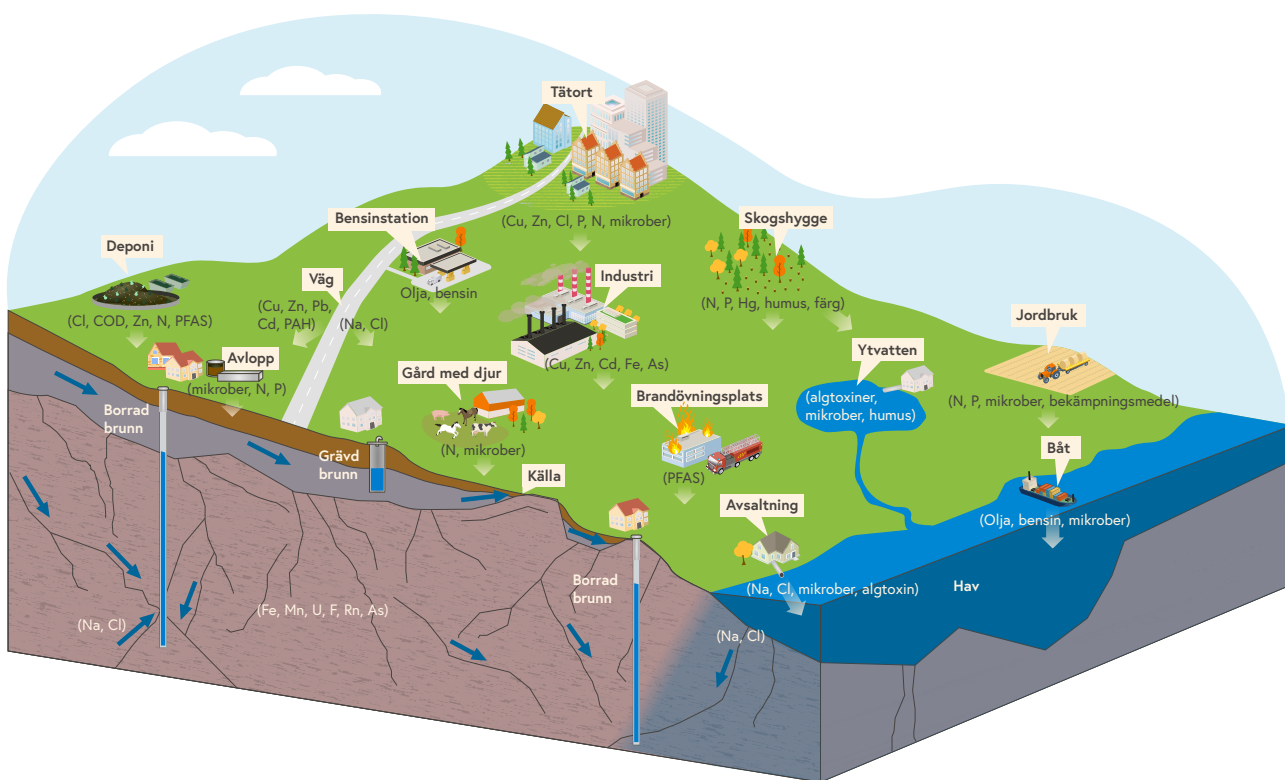 Tätort
(Cu, Zn, Cl, P, N, mikrober)
Bensinstation
Olja, bensin
Skogshygge
(N, P, Hg, humus, färg)
Deponi
(Cl, COD, Zn, N, PFAS)
Väg
(Cu, Zn, Pb,
Cd, PAH)
(Na, Cl)
Industri
(Cu, Zn, Cd, Fe, As)
Jordbruk
(N, P, mikrober, bekämpningsmedel)
Avlopp
(mikrober, N, P)
Gård med djur
(N, mikrober)
Ytvatten
(algtoxiner,
mikrober, humus)
Brandövningsplats
(PFAS)
Borrad
brunn
Grävd
brunn
Källa
Båt
(Olja, bensin, mikrober)
Avsaltning
(Na, Cl, mikrober, algtoxin)
Hav
Borrad
brunn
(Fe, Mn, U, F, Rn, As)
(Na, Cl)
(Na, Cl)